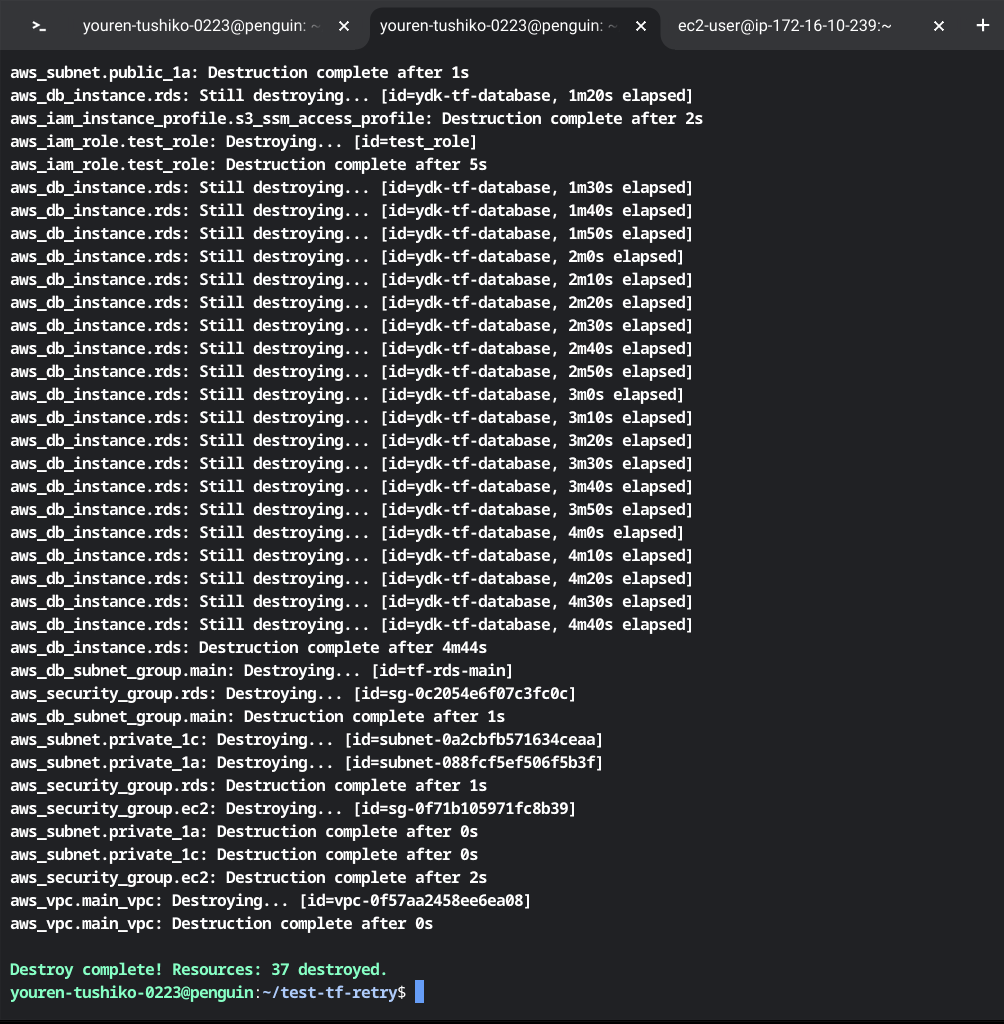 >_ youren-tushiko-0223@penguin: ~ × youren-tushiko-0223@penguin: ~ × ec2-user@ip-172-16-10-239:~ × +
aws_subnet.public_1a: Destruction complete after 1s
aws_db_instance.rds: Still destroying... [id=ydk-tf-database, 1m20s elapsed]
aws_iam_instance_profile.s3_ssm_access_profile: Destruction complete after 2s
aws_iam_role.test_role: Destroying... [id=test_role]
aws_iam_role.test_role: Destruction complete after 5s
aws_db_instance.rds: Still destroying... [id=ydk-tf-database, 1m30s elapsed]
aws_db_instance.rds: Still destroying... [id=ydk-tf-database, 1m40s elapsed]
aws_db_instance.rds: Still destroying... [id=ydk-tf-database, 1m50s elapsed]
aws_db_instance.rds: Still destroying... [id=ydk-tf-database, 2m0s elapsed]
aws_db_instance.rds: Still destroying... [id=ydk-tf-database, 2m10s elapsed]
aws_db_instance.rds: Still destroying... [id=ydk-tf-database, 2m20s elapsed]
aws_db_instance.rds: Still destroying... [id=ydk-tf-database, 2m30s elapsed]
aws_db_instance.rds: Still destroying... [id=ydk-tf-database, 2m40s elapsed]
aws_db_instance.rds: Still destroying... [id=ydk-tf-database, 2m50s elapsed]
aws_db_instance.rds: Still destroying... [id=ydk-tf-database, 3m0s elapsed]
aws_db_instance.rds: Still destroying... [id=ydk-tf-database, 3m10s elapsed]
aws_db_instance.rds: Still destroying... [id=ydk-tf-database, 3m20s elapsed]
aws_db_instance.rds: Still destroying... [id=ydk-tf-database, 3m30s elapsed]
aws_db_instance.rds: Still destroying... [id=ydk-tf-database, 3m40s elapsed]
aws_db_instance.rds: Still destroying... [id=ydk-tf-database, 3m50s elapsed]
aws_db_instance.rds: Still destroying... [id=ydk-tf-database, 4m0s elapsed]
aws_db_instance.rds: Still destroying... [id=ydk-tf-database, 4m10s elapsed]
aws_db_instance.rds: Still destroying... [id=ydk-tf-database, 4m20s elapsed]
aws_db_instance.rds: Still destroying... [id=ydk-tf-database, 4m30s elapsed]
aws_db_instance.rds: Still destroying... [id=ydk-tf-database, 4m40s elapsed]
aws_db_instance.rds: Destruction complete after 4m44s
aws_db_subnet_group.main: Destroying... [id=tf-rds-main]
aws_security_group.rds: Destroying... [id=sg-0c2054e6f07c3fc0c]
aws_db_subnet_group.main: Destruction complete after 1s
aws_subnet.private_1c: Destroying... [id=subnet-0a2cbfb571634ceaa]
aws_subnet.private_1a: Destroying... [id=subnet-088fcf5ef506f5b3f]
aws_security_group.rds: Destruction complete after 1s
aws_security_group.ec2: Destroying... [id=sg-0f71b105971fc8b39]
aws_subnet.private_1a: Destruction complete after 0s
aws_subnet.private_1c: Destruction complete after 0s
aws_security_group.ec2: Destruction complete after 2s
aws_vpc.main_vpc: Destroying... [id=vpc-0f57aa2458ee6ea08]
aws_vpc.main_vpc: Destruction complete after 0s
Destroy complete! Resources: 37 destroyed.
youren-tushiko-0223@penguin:~/test-tf-retry$